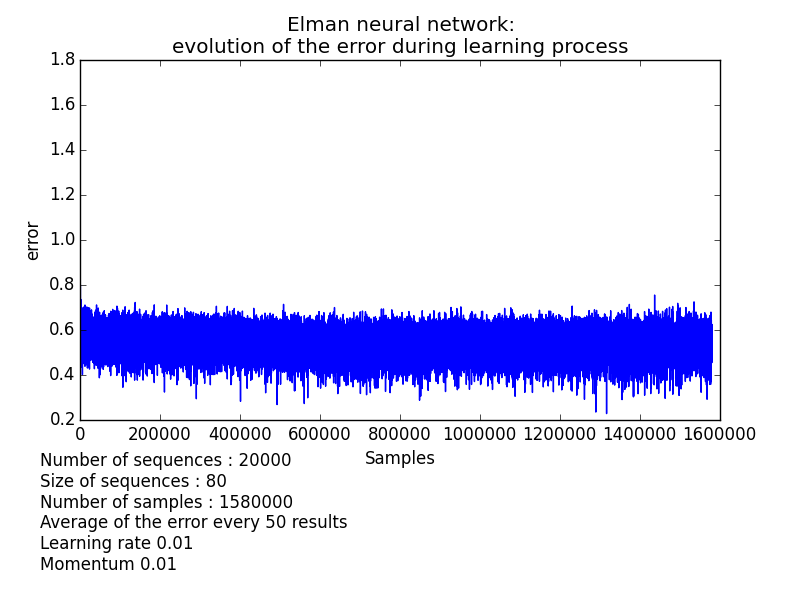 Elman neural network:
evolution of the error during learning process
1.8
1.6
1.4
1.2
1.0
0.8
0.6
0.4
0.2
error
0 200000 400000 600000 800000 1000000 1200000 1400000 1600000
Samples
Number of sequences : 20000
Size of sequences : 80
Number of samples : 1580000
Average of the error every 50 results
Learning rate 0.01
Momentum 0.01